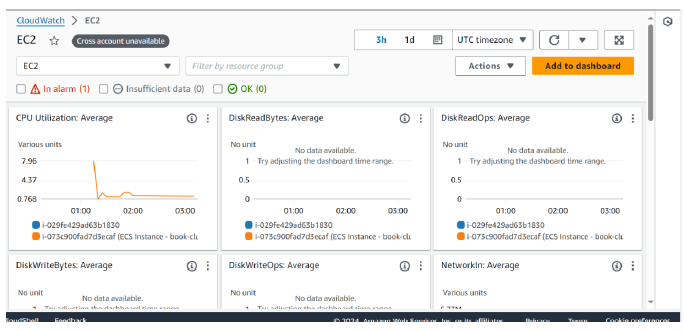 CloudWatch > EC2
EC2 Cross account unavailable
3h 1d UTC timezone
EC2 Filter by resource group Actions Add to dashboard
In alarm (1) Insufficient data (0) OK (0)
CPU Utilization: Average
Various units
7.96
4.37
0.768
01:00 02:00 03:00
i-029fe429ad63b1830
i-073c900fad7d3ecaf (ECS Instance - book-clu
DiskReadBytes: Average
No unit
No data available.
Try adjusting the dashboard time range.
1
0.5
0
01:00 02:00 03:00
i-029fe429ad63b1830
i-073c900fad7d3ecaf (ECS Instance - book-clu
DiskReadOps: Average
No unit
No data available.
Try adjusting the dashboard time range.
1
0.5
0
01:00 02:00 03:00
i-029fe429ad63b1830
i-073c900fad7d3ecaf (ECS Instance - book-clu
DiskWriteBytes: Average
No unit
No data available.
Try adjusting the dashboard time range.
DiskWriteOps: Average
No unit
No data available.
Try adjusting the dashboard time range.
NetworkIn: Average
Various units
loudShell Feedback © 2024, Amazon Web Services, Inc. or its affiliates. Privacy Terms Cookie preferences